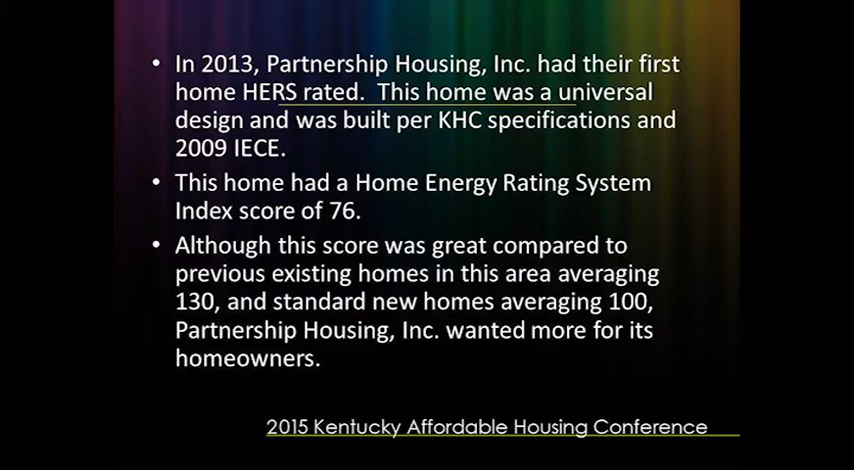 • In 2013, Partnership Housing, Inc. had their first
home HERS rated.  This home was a universal
design and was built per KHC specifications and
2009 IECE.
• This home had a Home Energy Rating System
Index score of 76.
• Although this score was great compared to
previous existing homes in this area averaging
130, and standard new homes averaging 100,
Partnership Housing, Inc. wanted more for its
homeowners.
2015 Kentucky Affordable Housing Conference